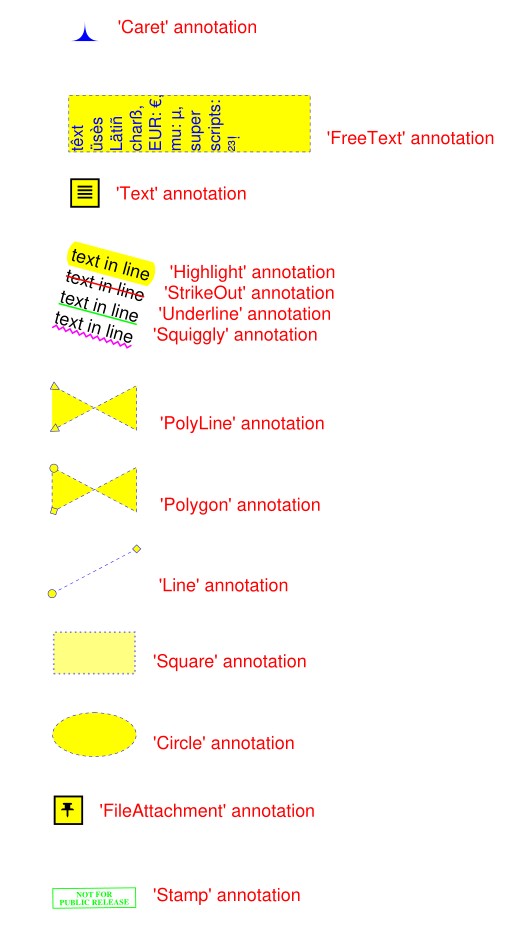 'Caret' annotation
têxt
üsès
Lätiñ
charß,
EUR: €,
mu: µ,
super
scripts:
²³!
'FreeText' annotation
'Text' annotation
text in line
'Highlight' annotation
text in line
'StrikeOut' annotation
text in line
'Underline' annotation
text in line
'Squiggly' annotation
'PolyLine' annotation
'Polygon' annotation
'Line' annotation
'Square' annotation
'Circle' annotation
'FileAttachment' annotation
NOT FOR
PUBLIC RELEASE
'Stamp' annotation